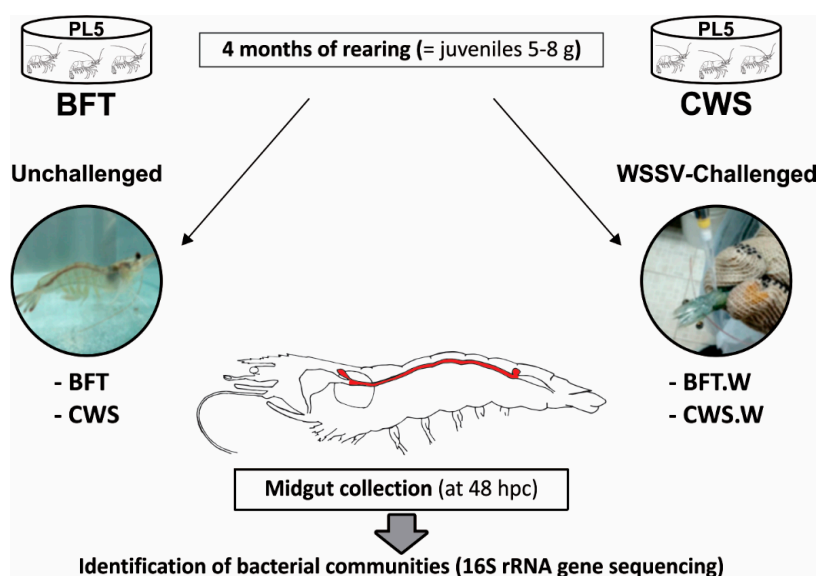 PL5
BFT
4 months of rearing (= juveniles 5-8 g)
PL5
CWS
Unchallenged
WSSV-Challenged
- BFT
- CWS
- BFT.W
- CWS.W
Midgut collection (at 48 hpc)
Identification of bacterial communities (16S rRNA gene sequencing)